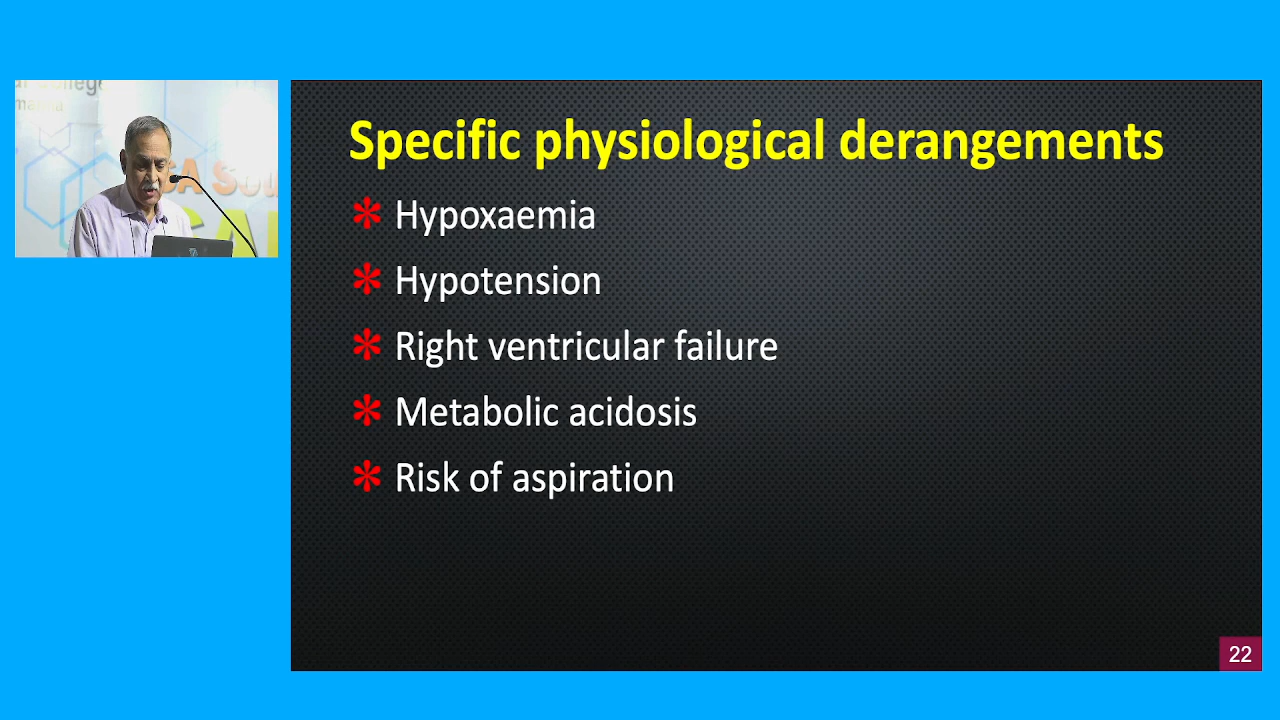 Specific physiological derangements
Hypoxaemia
Hypotension
Right ventricular failure
Metabolic acidosis
Risk of aspiration
22